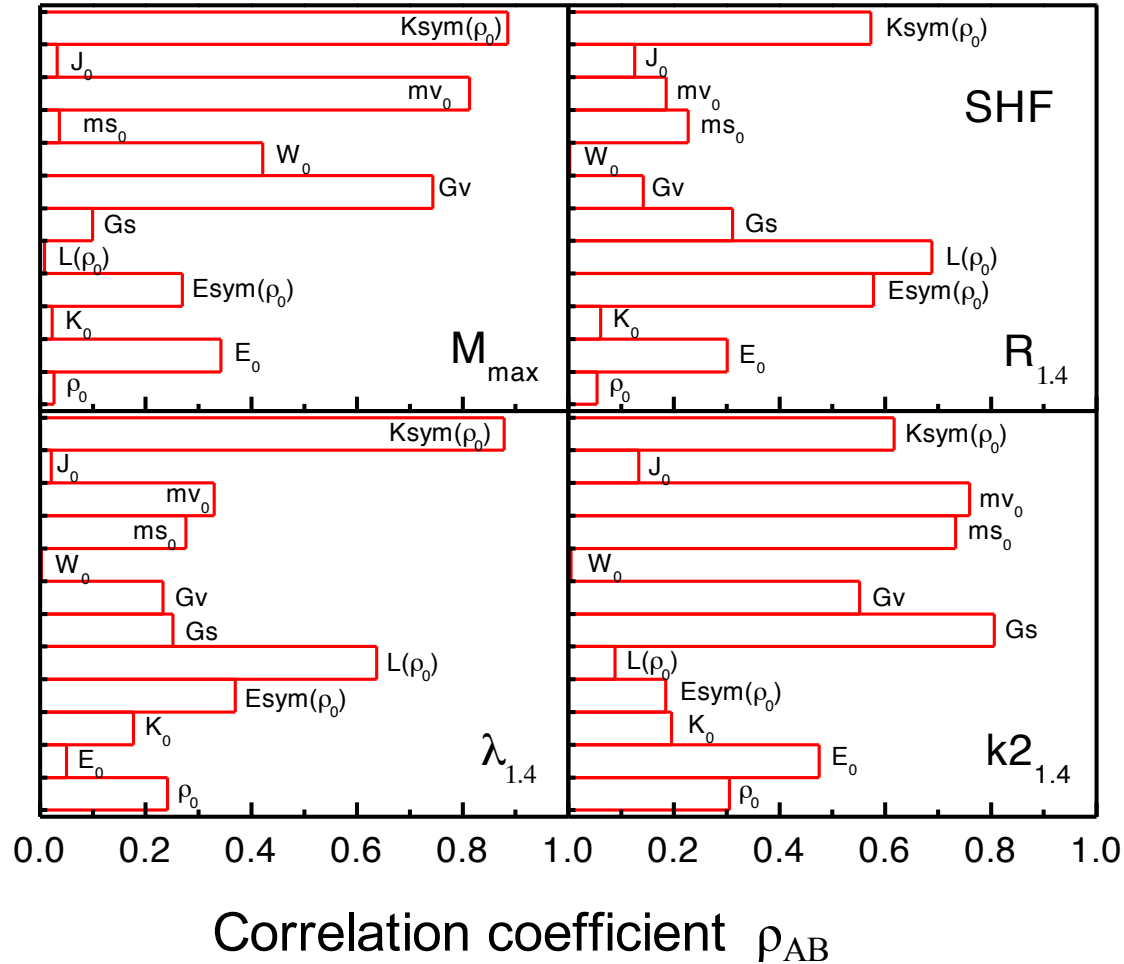 Ksym(ρ₀)
J₀
mv₀
ms₀
W₀
Gv
Gs
L(ρ₀)
Esym(ρ₀)
K₀
E₀
ρ₀
M_max
Ksym(ρ₀)
J₀
mv₀
SHF
ms₀
W₀
Gv
Gs
L(ρ₀)
Esym(ρ₀)
K₀
E₀
R₁.₄
ρ₀
Ksym(ρ₀)
J₀
mv₀
ms₀
W₀
Gv
Gs
L(ρ₀)
Esym(ρ₀)
K₀
E₀
λ₁.₄
ρ₀
Ksym(ρ₀)
J₀
mv₀
ms₀
W₀
Gv
Gs
L(ρ₀)
Esym(ρ₀)
K₀
E₀
k2₁.₄
ρ₀
0.0 0.2 0.4 0.6 0.8 1.0 0.2 0.4 0.6 0.8 1.0
Correlation coefficient ρ_AB